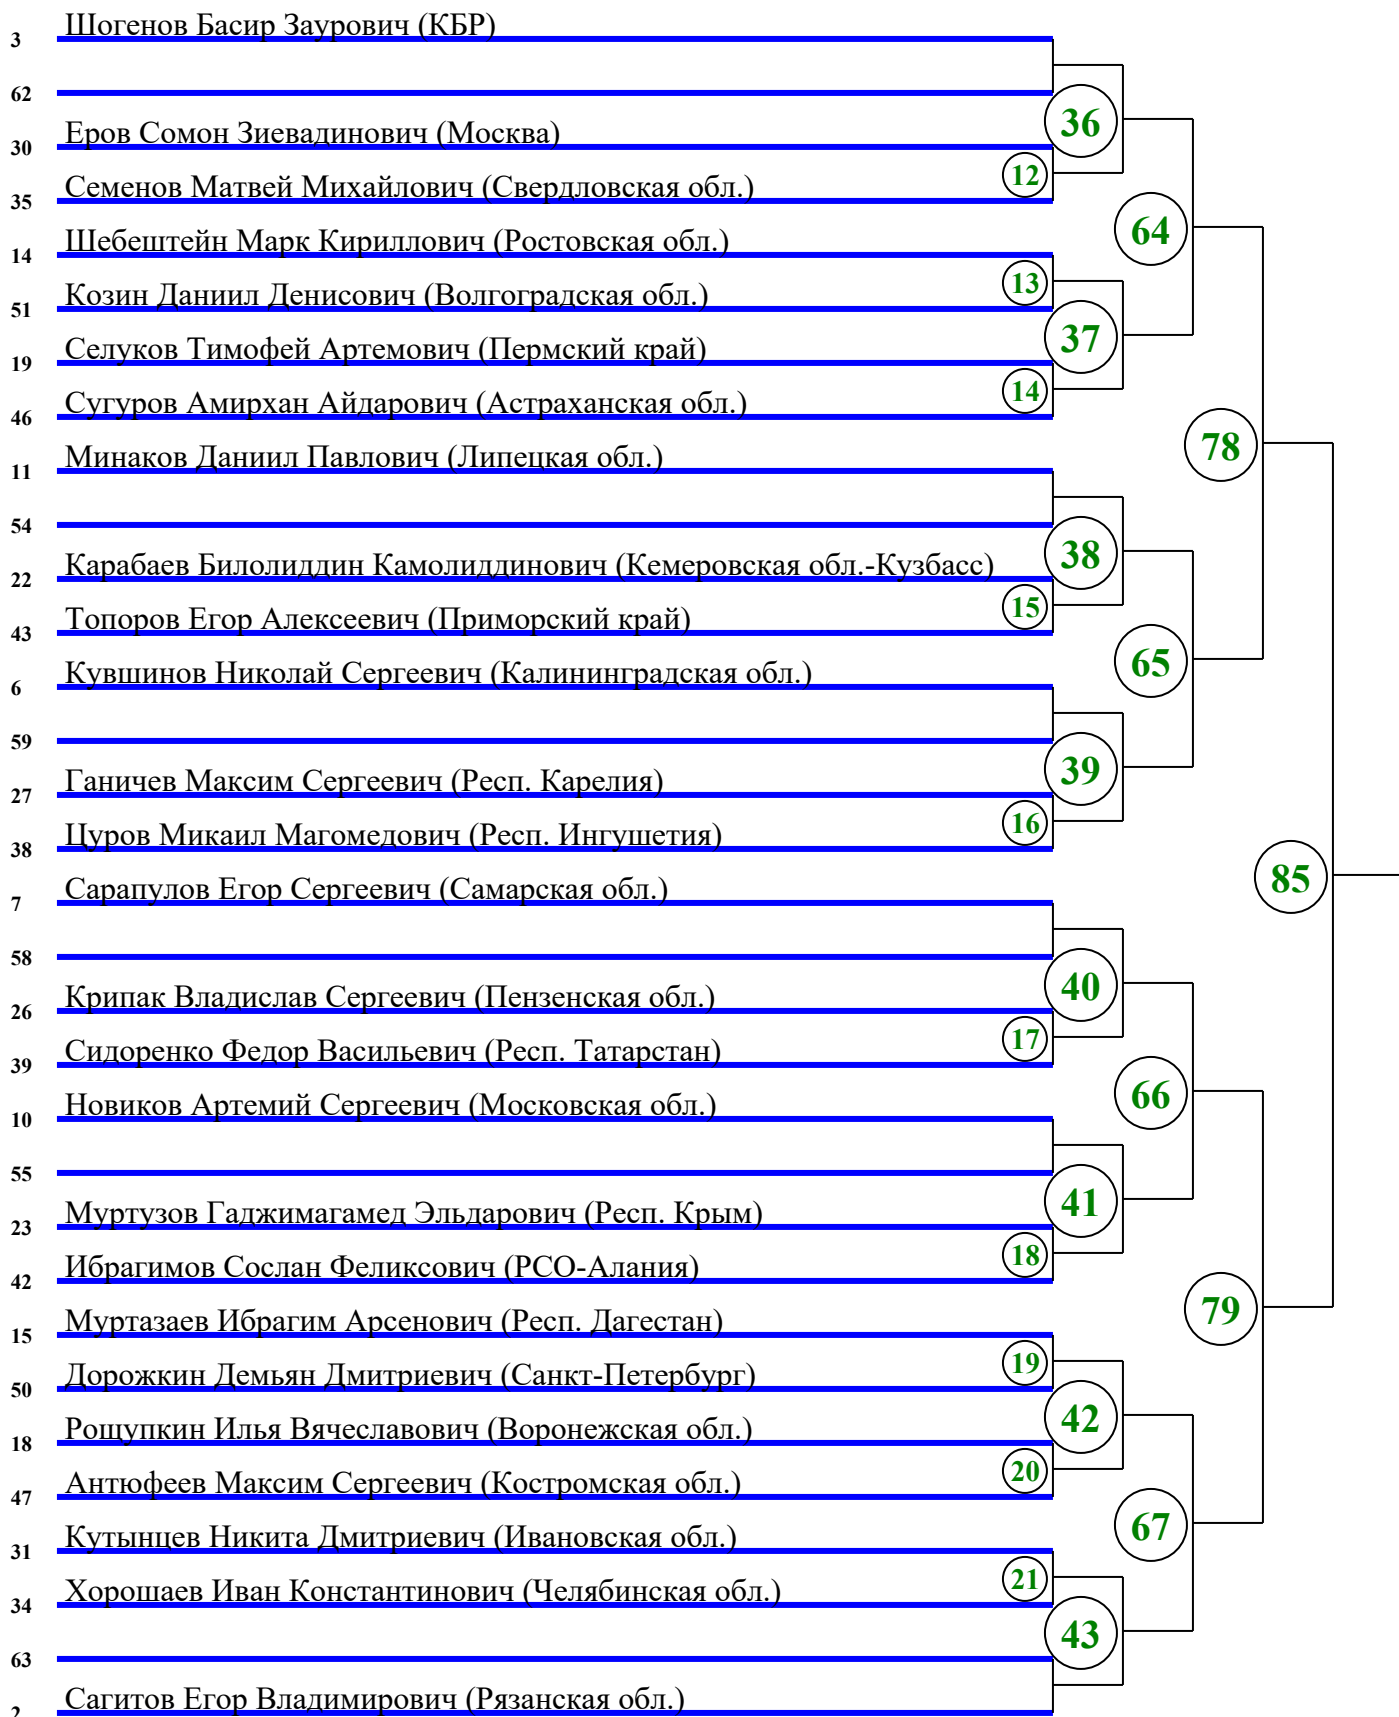 3 Шогенов Басир Заурович (КБР)
62
36
30 Еров Сомон Зиевадинович (Москва)
12
35 Семенов Матвей Михайлович (Свердловская обл.)
64
14 Шебештейн Марк Кириллович (Ростовская обл.)
13
51 Козин Даниил Денисович (Волгоградская обл.)
37
19 Селуков Тимофей Артемович (Пермский край)
14
46 Сугуров Амирхан Айдарович (Астраханская обл.)
78
11 Минаков Даниил Павлович (Липецкая обл.)
54
38
22 Карабаев Билолиддин Камолиддинович (Кемеровская обл.-Кузбасс)
15
43 Топоров Егор Алексеевич (Приморский край)
65
6 Кувшинов Николай Сергеевич (Калининградская обл.)
59
39
27 Ганичев Максим Сергеевич (Респ. Карелия)
16
38 Цуров Микаил Магомедович (Респ. Ингушетия)
85
7 Сарапулов Егор Сергеевич (Самарская обл.)
58
40
26 Крипак Владислав Сергеевич (Пензенская обл.)
17
39 Сидоренко Федор Васильевич (Респ. Татарстан)
66
10 Новиков Артемий Сергеевич (Московская обл.)
55
41
23 Муртузов Гаджимагамед Эльдарович (Респ. Крым)
18
42 Ибрагимов Сослан Феликсович (РСО-Алания)
79
15 Муртазаев Ибрагим Арсенович (Респ. Дагестан)
19
50 Дорожкин Демьян Дмитриевич (Санкт-Петербург)
42
18 Рощупкин Илья Вячеславович (Воронежская обл.)
20
47 Антюфеев Максим Сергеевич (Костромская обл.)
67
31 Кутынцев Никита Дмитриевич (Ивановская обл.)
21
34 Хорошаев Иван Константинович (Челябинская обл.)
43
63
2 Сагитов Егор Владимирович (Рязанская обл.)